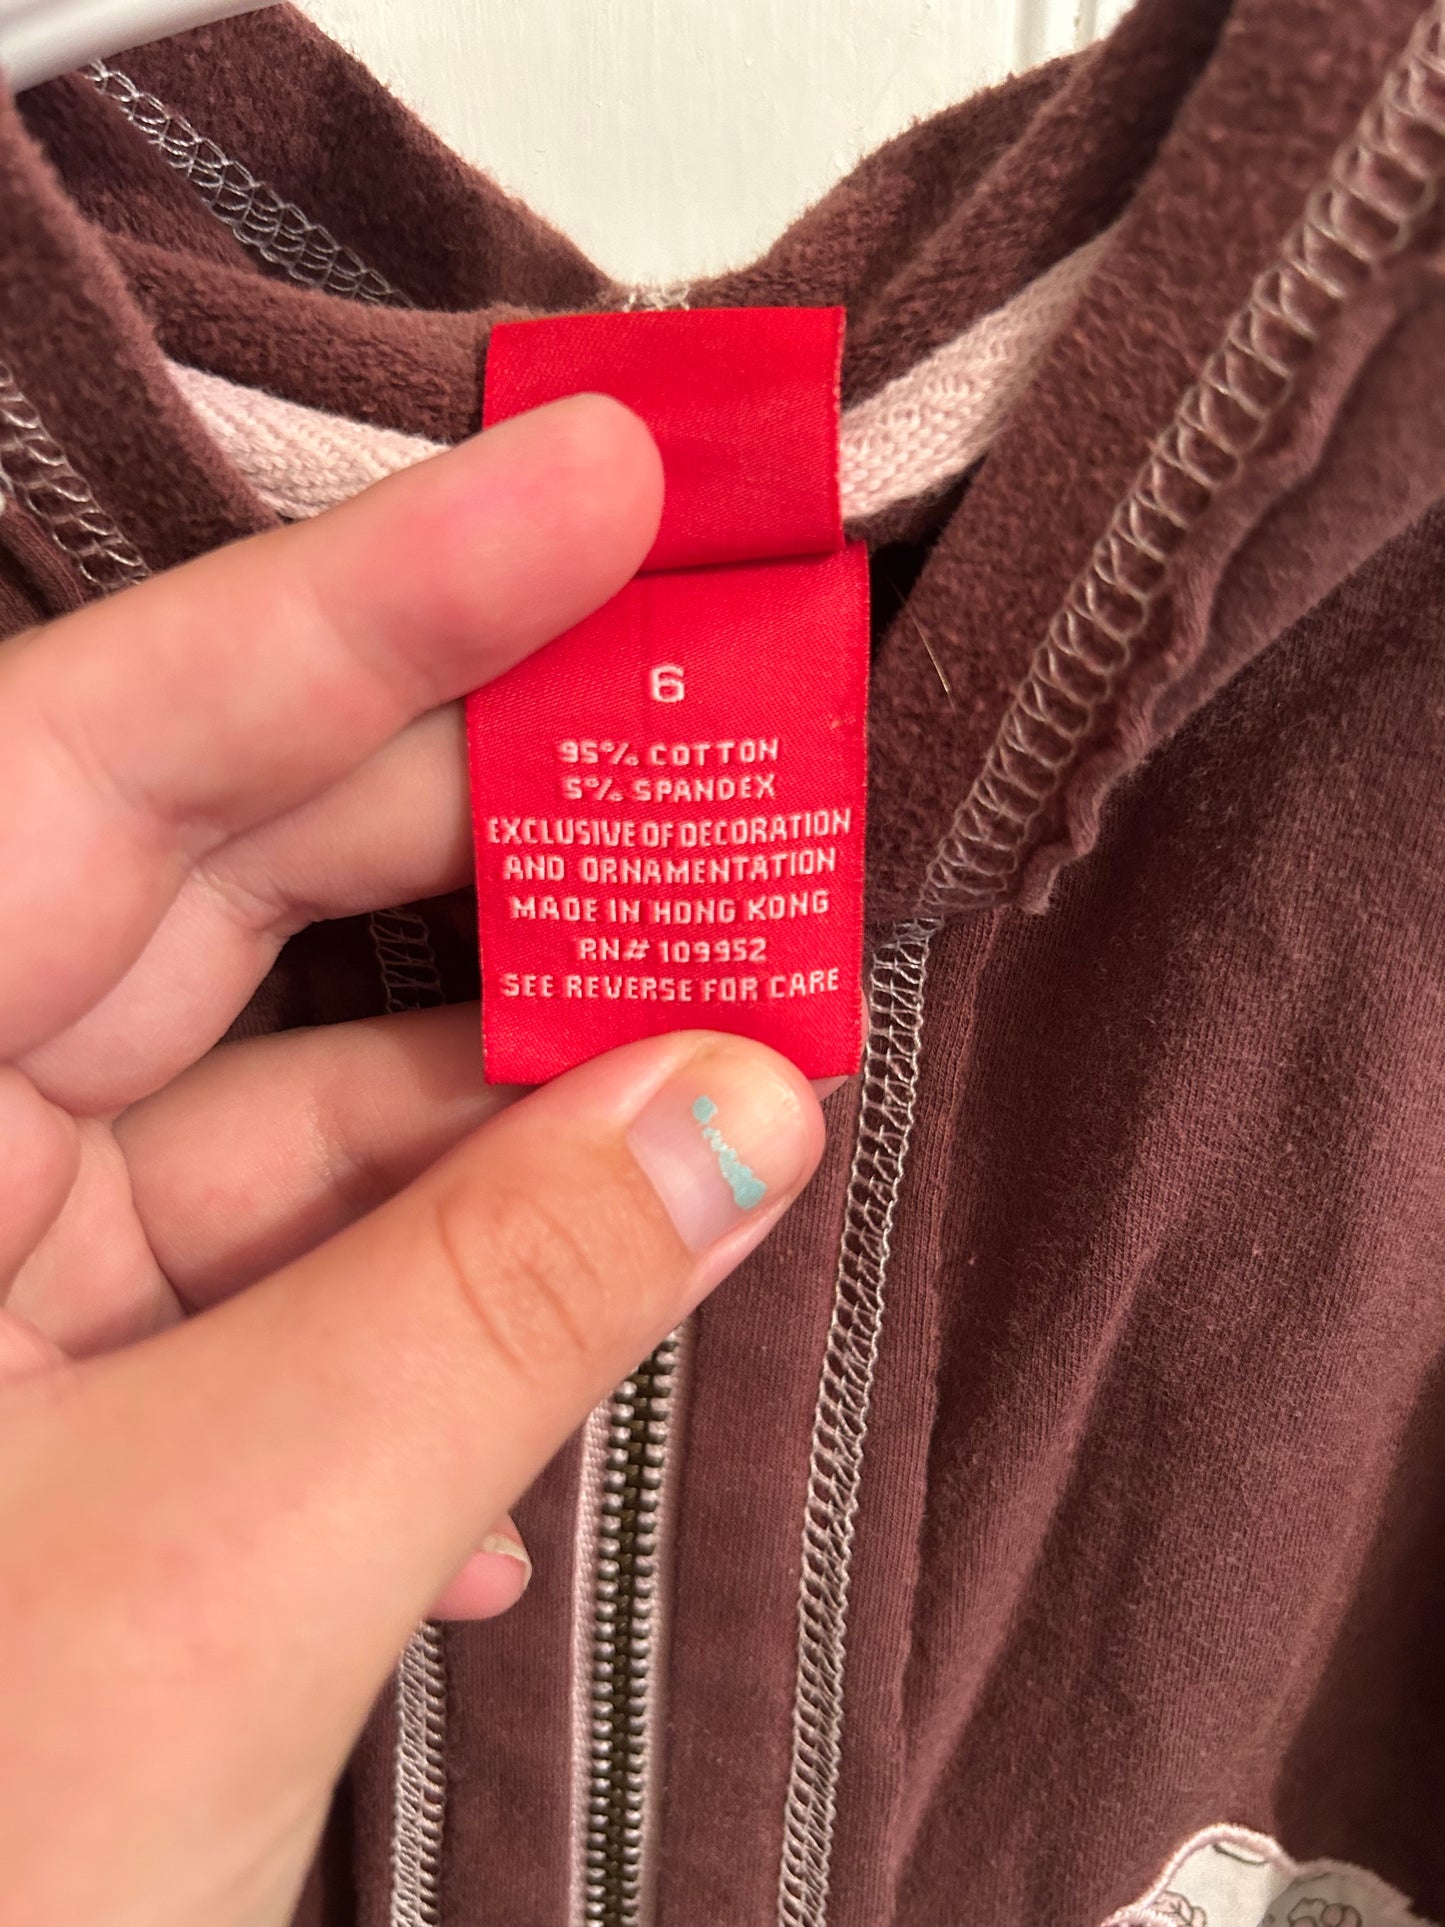 6
95% COTTON
5% SPANDEX
EXCLUSIVE OF DECORATION
AND ORNAMENTATION
MADE IN HONG KONG
RN# 109952
SEE REVERSE FOR CARE